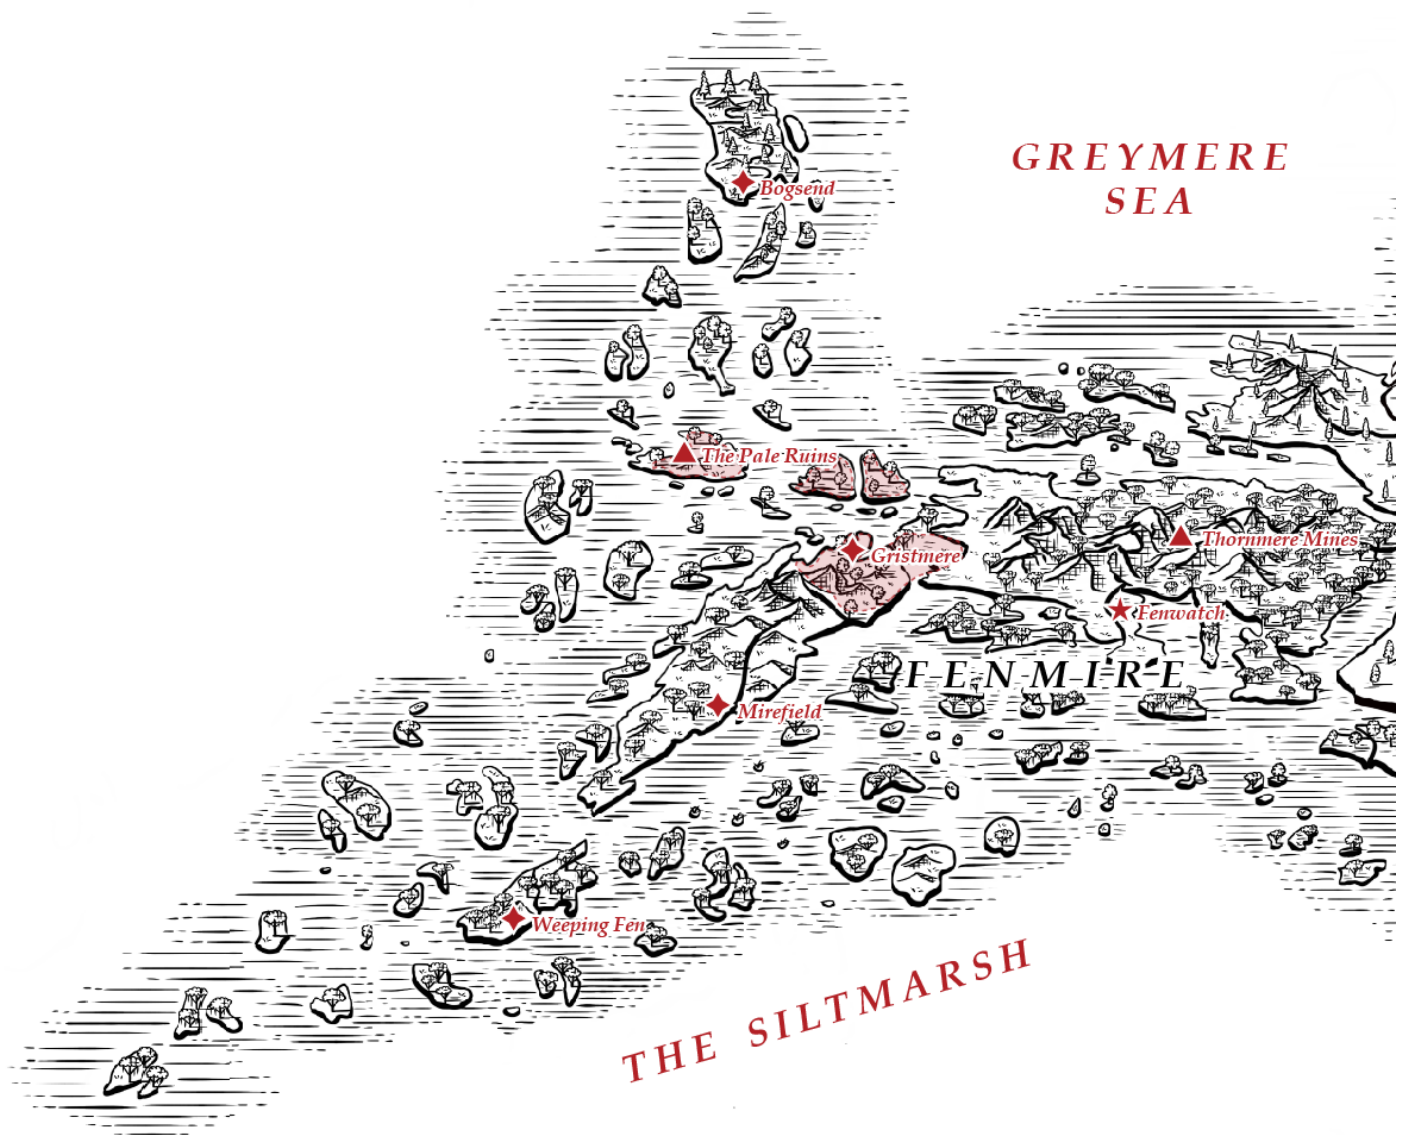 GREYMERE
SEA
Bogsend
The Pale Ruins
Thornmere Mines
Gristmere
Fenwatch
FENMIRE
Mirefield
Weeping Fen
THE SILTMARSH